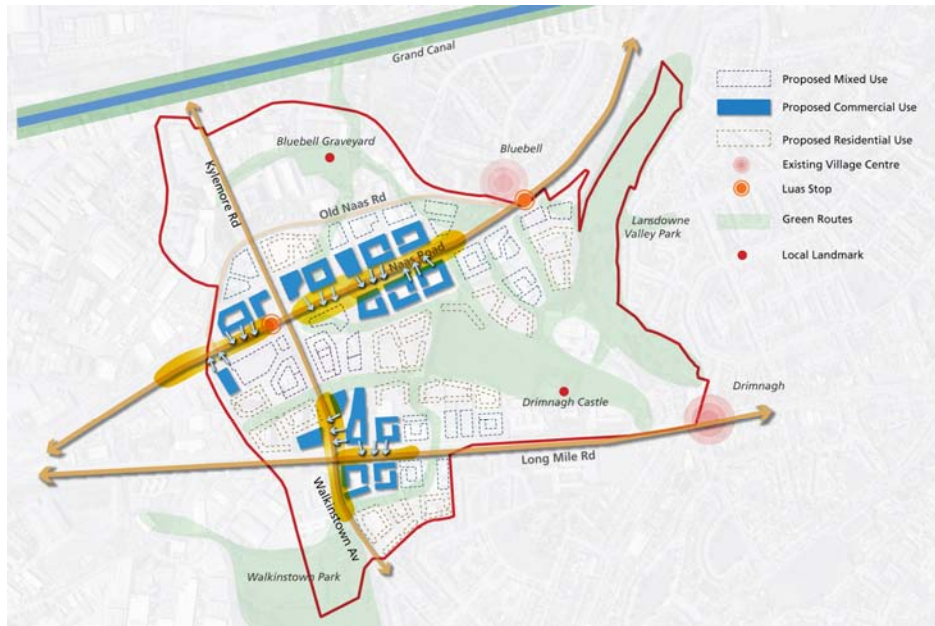 Grand Canal
Proposed Mixed Use
Proposed Commercial Use
Proposed Residential Use
Existing Village Centre
Luas Stop
Green Routes
Local Landmark
Bluebell Graveyard
Bluebell
Kylemore Rd
Old Naas Rd
Lansdowne
Valley Park
Naas Road
Drimnagh
Drimnagh Castle
Long Mile Rd
Walkinstown Av
Walkinstown Park